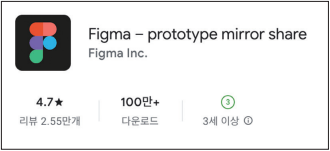 Figma – prototype mirror share
Figma Inc.
4.7★ 100만+ 3
리뷰 2.55만개 다운로드 3세 이상 ⓘ